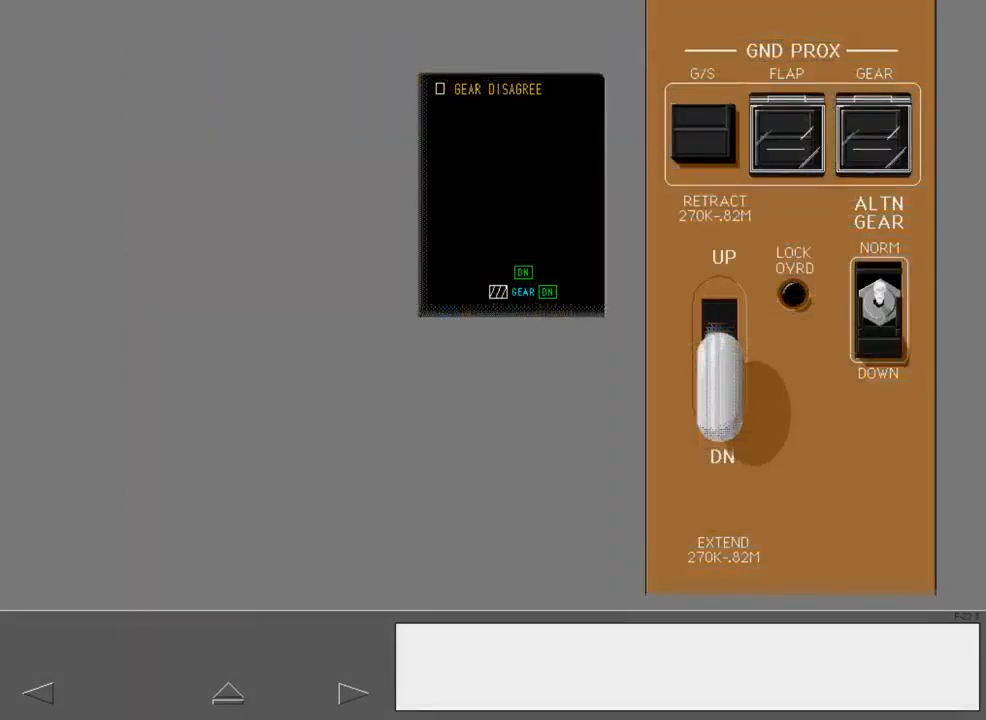 GEAR DISAGREE
DN
GEAR DN
GND PROX
G/S FLAP GEAR
RETRACT
270K-.82M
ALTN
GEAR
UP
LOCK
OVRD
NORM
DOWN
DN
EXTEND
270K-.82M